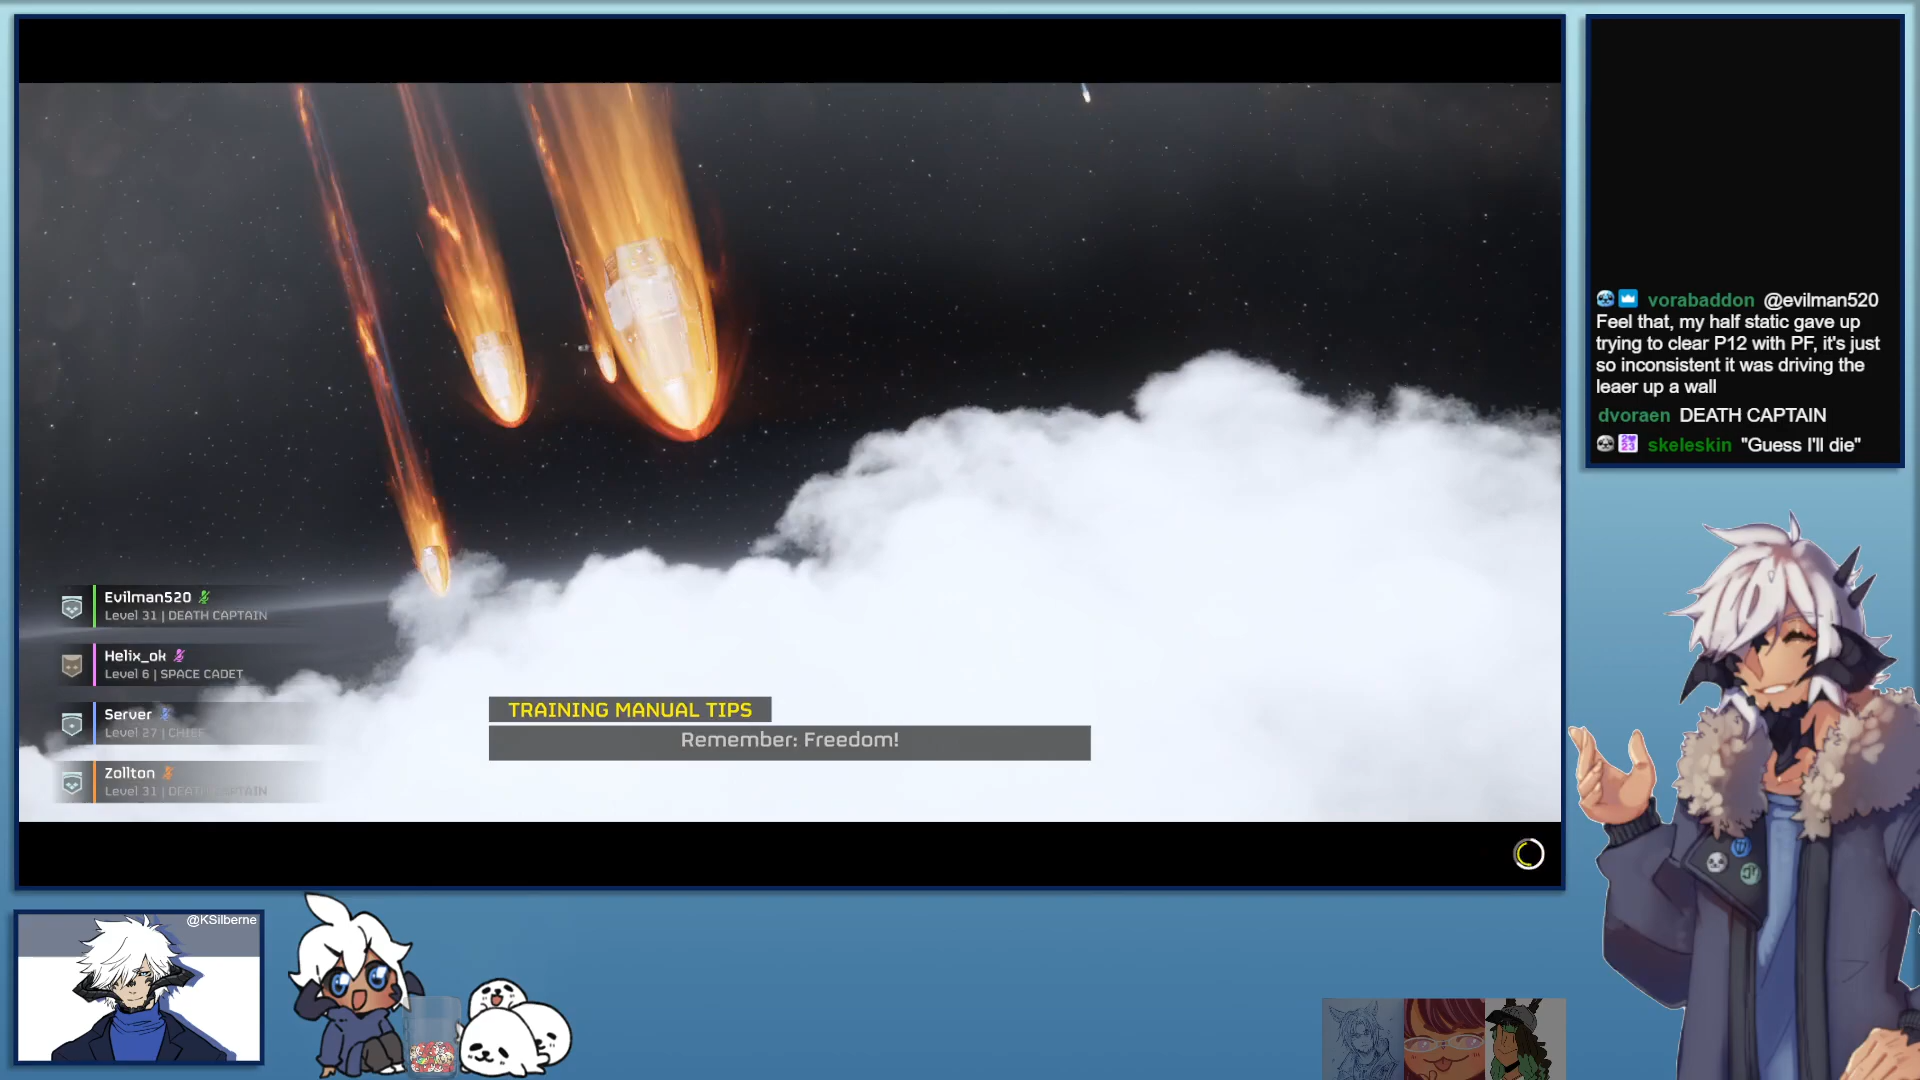 vorabaddon @evilman520
Feel that, my half static gave up
trying to clear P12 with PF, it's just
so inconsistent it was driving the
leaer up a wall
dvoraen DEATH CAPTAIN
skeleskin "Guess I'll die"
Evilman520
Level 31 | DEATH CAPTAIN
Helix_ok
Level 6 | SPACE CADET
Server
Level 27 | CHIEF
Zollton
Level 31 | DEATH CAPTAIN
TRAINING MANUAL TIPS
Remember: Freedom!
@KSilberne